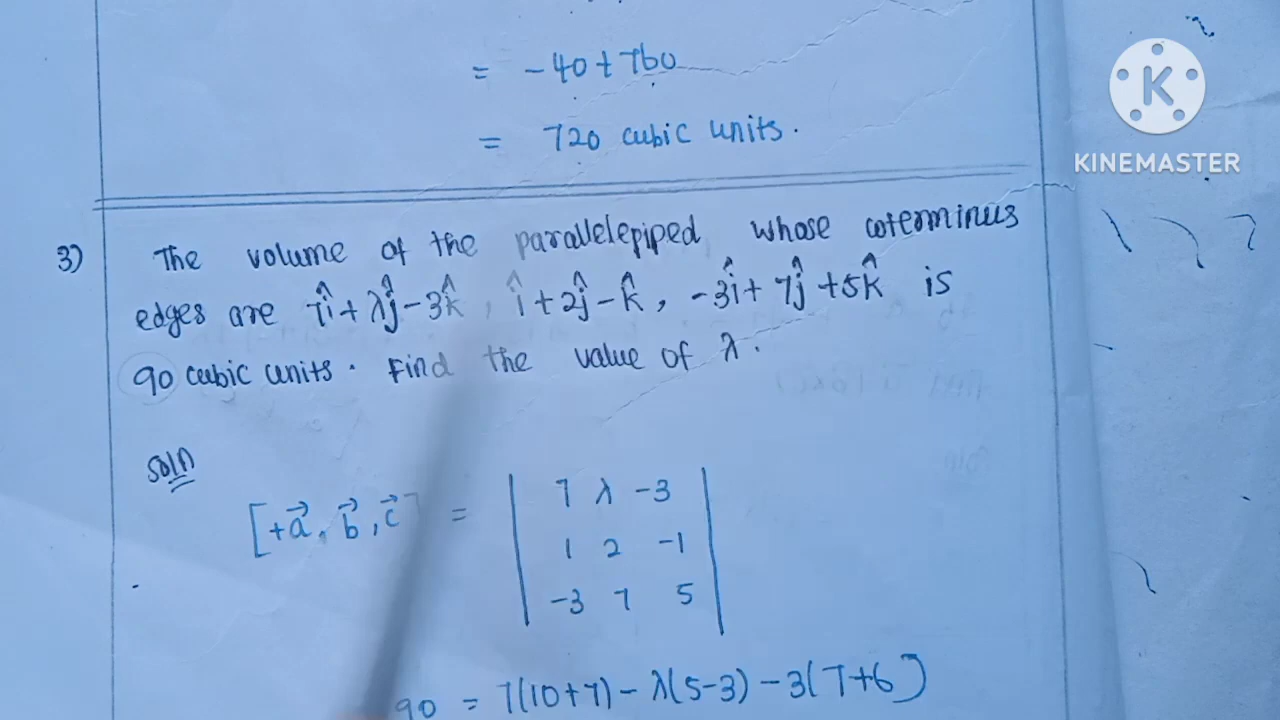 = -40+760
= 720 cubic units.
K
KINEMASTER
3) The volume of the parallelepiped, whose coterminus
edges are 7î+λĵ-3k̂, î+2ĵ-k̂, -3î+7ĵ+5k̂ is
90 cubic units. Find the value of λ.
Soln
[+a⃗, b⃗, c⃗] = | 7 λ -3 |
| 1 2 -1 |
| -3 7 5 |
90 = 7(10+7) - λ(5-3) - 3(7+6)